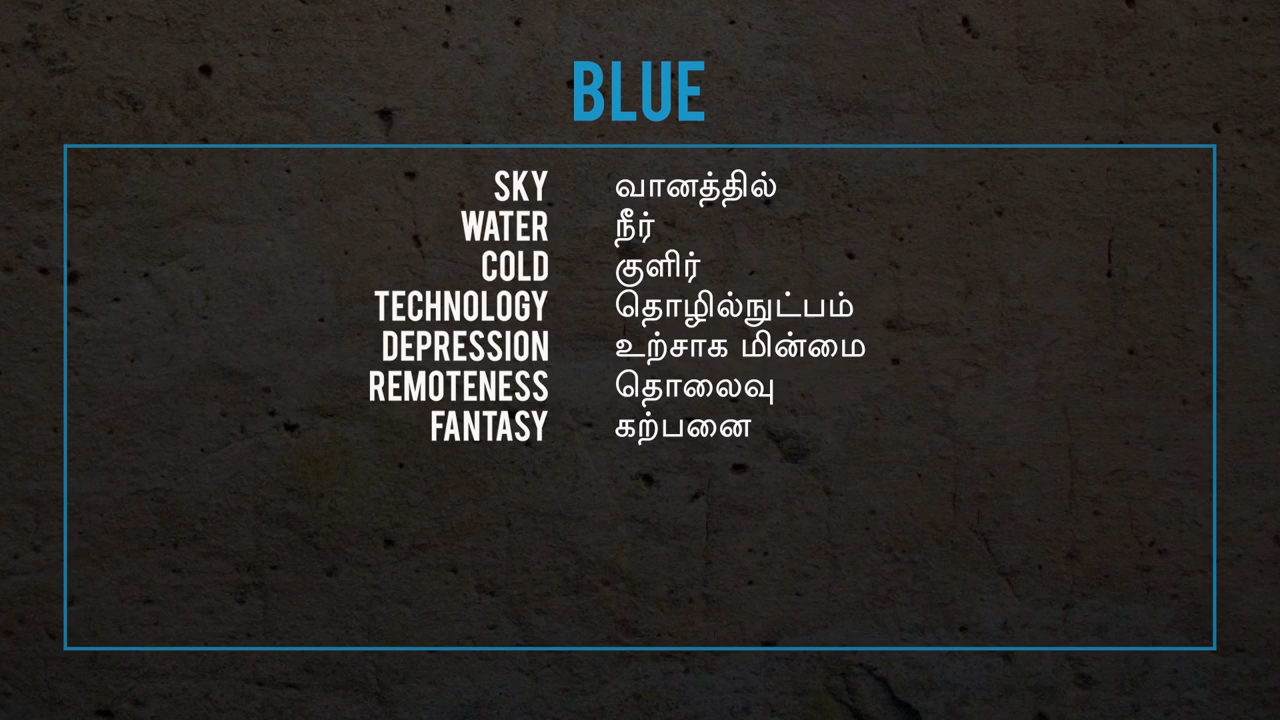 BLUE
SKY வானத்தில்
WATER நீர்
COLD குளிர்
TECHNOLOGY தொழில்நுட்பம்
DEPRESSION உற்சாக மின்மை
REMOTENESS தொலைவு
FANTASY கற்பனை